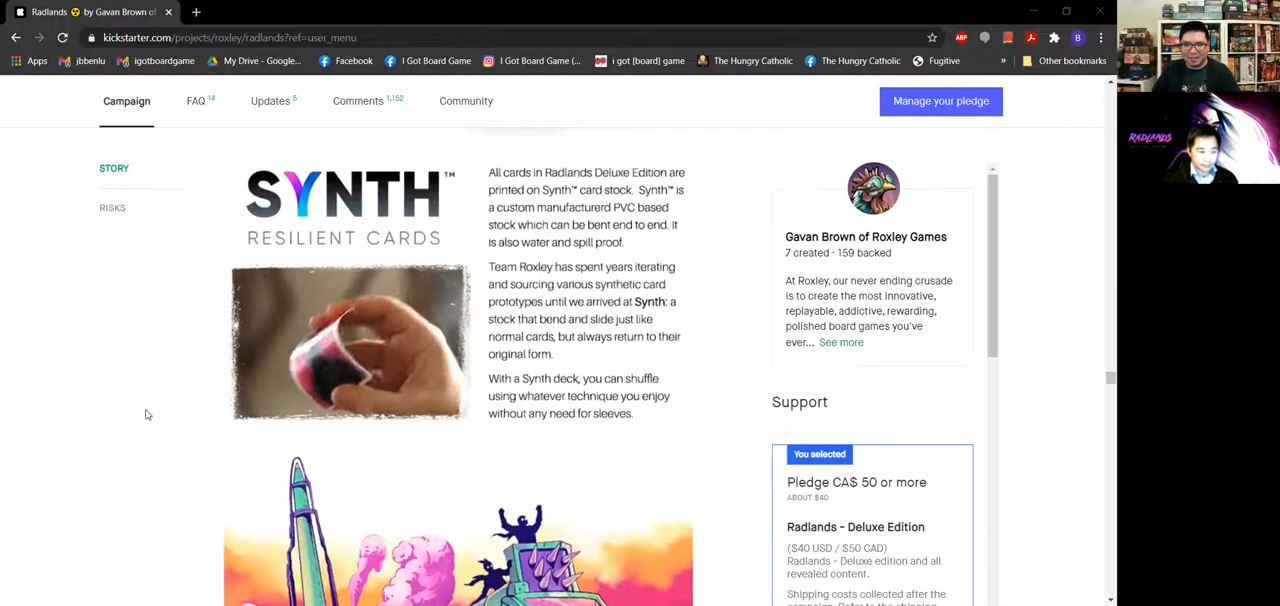 Radlands ☢ by Gavan Brown of
kickstarter.com/projects/roxley/radlands?ref=user_menu
ABP
B
Apps
jbbenlu
igotboardgame
My Drive - Google...
Facebook
I Got Board Game
I Got Board Game (...
i got [board] game
The Hungry Catholic
The Hungry Catholic
Fugitive
»
Other bookmarks
Campaign
FAQ 14
Updates 5
Comments 1,152
Community
Manage your pledge
STORY
RISKS
SYNTH™
RESILIENT CARDS
All cards in Radlands Deluxe Edition are
printed on Synth™ card stock. Synth™ is
a custom manufacturerd PVC based
stock which can be bent end to end. It
is also water and spill proof.
Team Roxley has spent years iterating
and sourcing various synthetic card
prototypes until we arrived at Synth: a
stock that bend and slide just like
normal cards, but always return to their
original form.
With a Synth deck, you can shuffle
using whatever technique you enjoy
without any need for sleeves.
Gavan Brown of Roxley Games
7 created · 159 backed
At Roxley, our never ending crusade
is to create the most innovative,
replayable, addictive, rewarding,
polished board games you've
ever... See more
Support
You selected
Pledge CA$ 50 or more
ABOUT $40
Radlands - Deluxe Edition
($40 USD / $50 CAD)
Radlands - Deluxe edition and all
revealed content.
Shipping costs collected after the
campaign. Refer to the shipping
RADLANDS